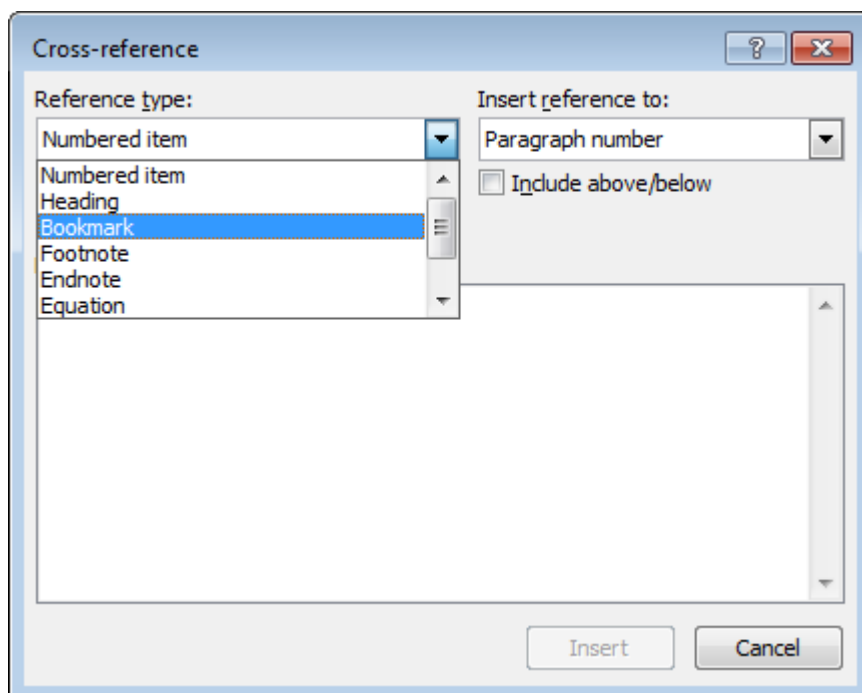 Cross-reference
Reference type:
Insert reference to:
Numbered item
Paragraph number
Include above/below
Numbered item
Heading
Bookmark
Footnote
Endnote
Equation
Insert
Cancel